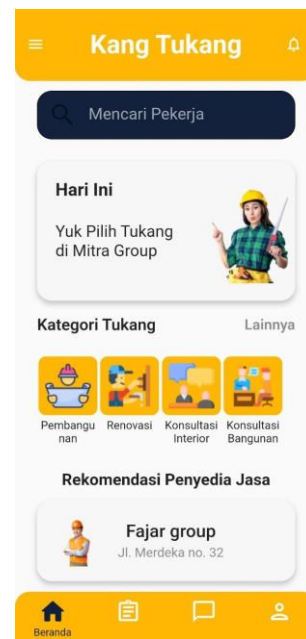 Kang Tukang
Mencari Pekerja
Hari Ini
Yuk Pilih Tukang
di Mitra Group
Kategori Tukang
Lainnya
Pembangu
nan
Renovasi
Konsultasi
Interior
Konsultasi
Bangunan
Rekomendasi Penyedia Jasa
Fajar group
Jl. Merdeka no. 32
Beranda